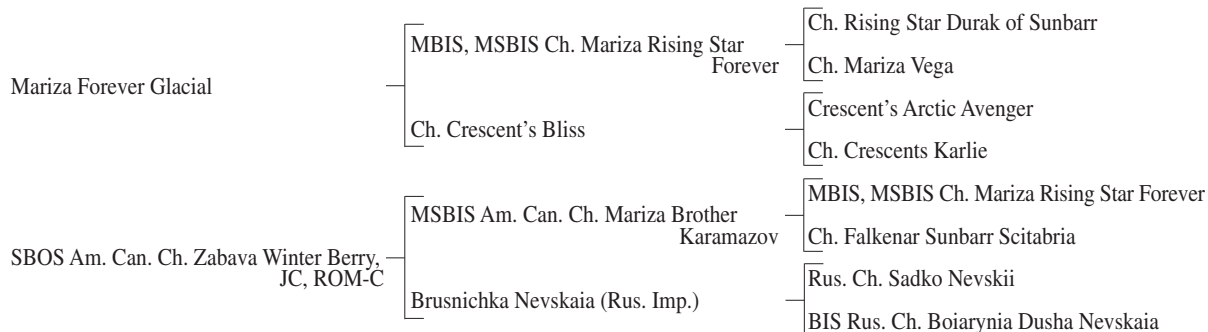 Ch. Rising Star Durak of Sunbarr
MBIS, MSBIS Ch. Mariza Rising Star
Forever
Ch. Mariza Vega
Mariza Forever Glacial
Crescent's Arctic Avenger
Ch. Crescent's Bliss
Ch. Crescents Karlie
MBIS, MSBIS Ch. Mariza Rising Star Forever
MSBIS Am. Can. Ch. Mariza Brother
Karamazov
Ch. Falkenar Sunbarr Scitabria
SBOS Am. Can. Ch. Zabava Winter Berry,
JC, ROM-C
Rus. Ch. Sadko Nevskii
Brusnichka Nevskaia (Rus. Imp.)
BIS Rus. Ch. Boiarynia Dusha Nevskaia